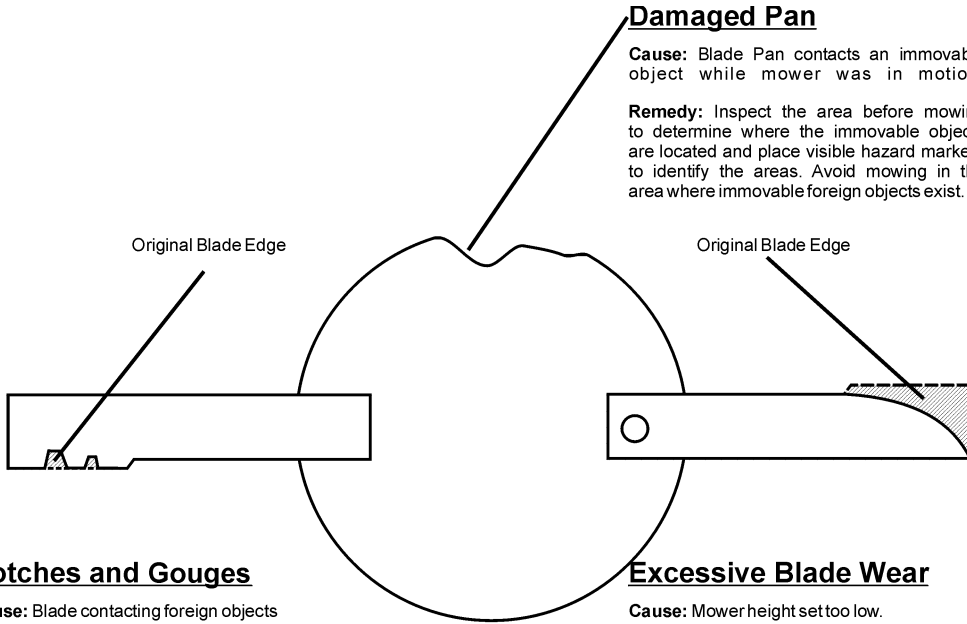 Damaged Pan
Cause: Blade Pan contacts an immovab
object while mower was in motio
Remedy: Inspect the area before mowin
to determine where the immovable objec
are located and place visible hazard marke
to identify the areas. Avoid mowing in th
area where immovable foreign objects exist.
Original Blade Edge
Original Blade Edge
otches and Gouges
use: Blade contacting foreign objects
Excessive Blade Wear
Cause: Mower height set too low.